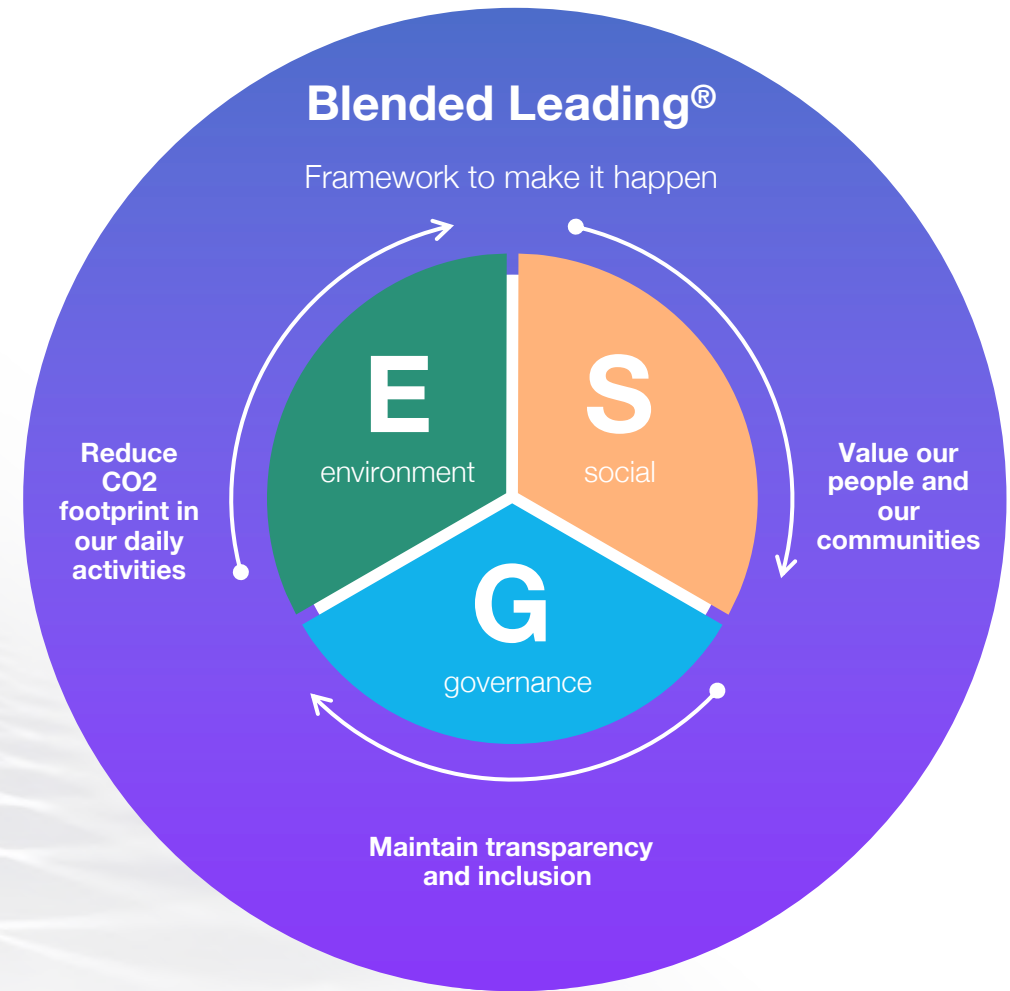 Blended Leading®
Framework to make it happen
E
environment
S
social
Reduce
CO2
footprint in
our daily
activities
Value our
people and
our
communities
G
governance
Maintain transparency
and inclusion